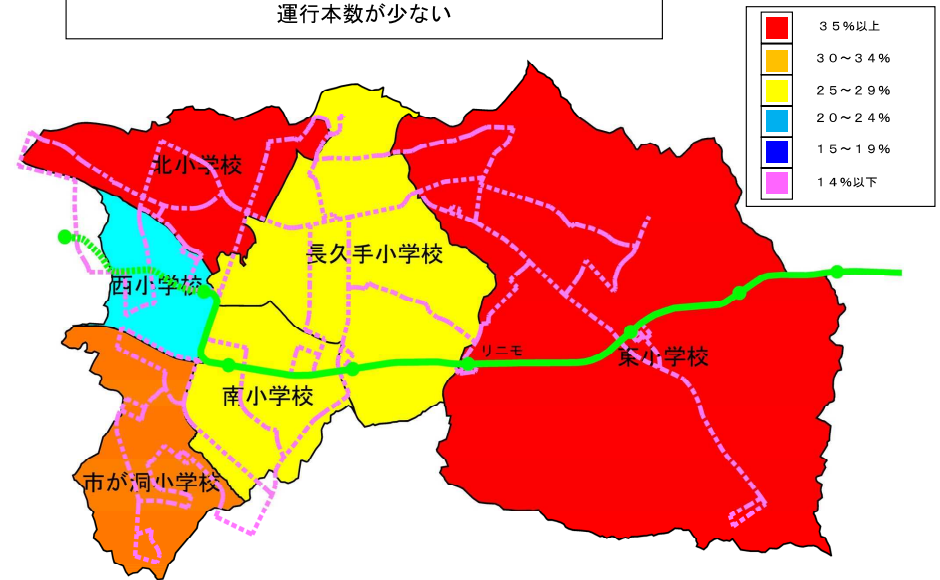 運行本数が少ない
３５％以上
３０～３４％
２５～２９％
２０～２４％
１５～１９％
１４％以下
北小学校
長久手小学校
西小学校
リニモ
東小学校
南小学校
市が洞小学校